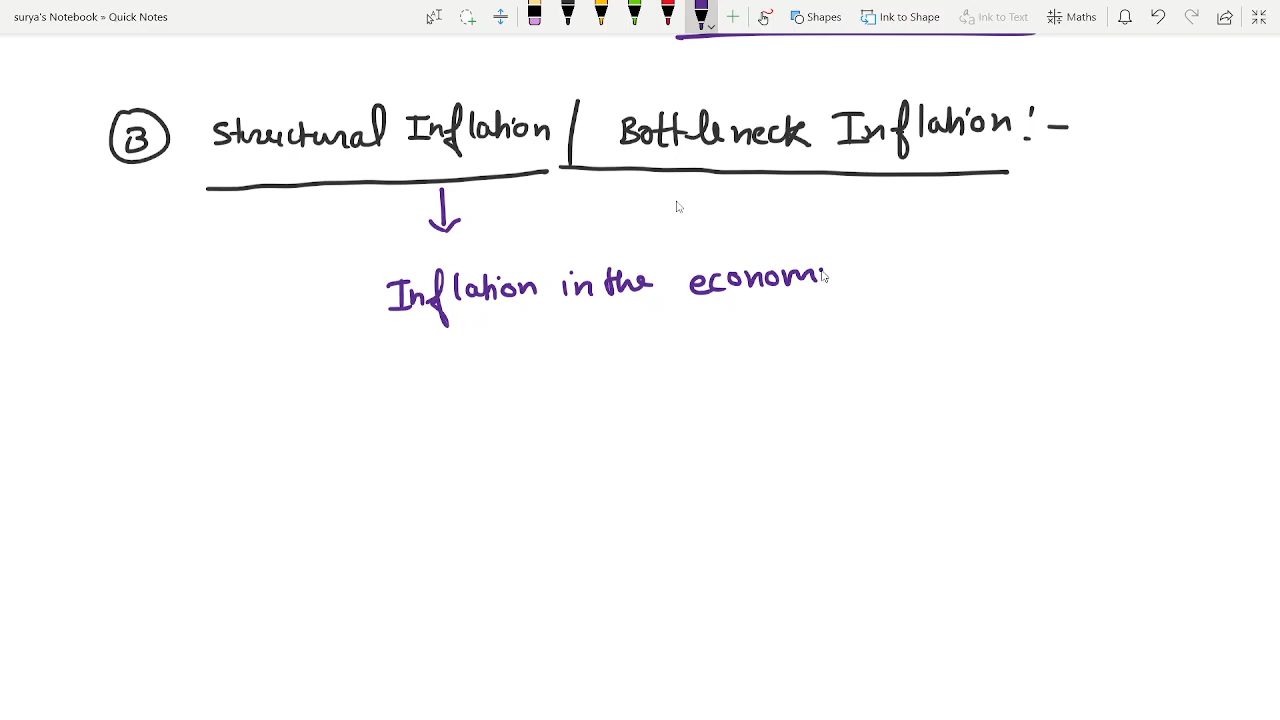 surya's Notebook » Quick Notes
Shapes
Ink to Shape
Ink to Text
Maths
③ Structural Inflation / Bottleneck Inflation :-
Inflation in the economi